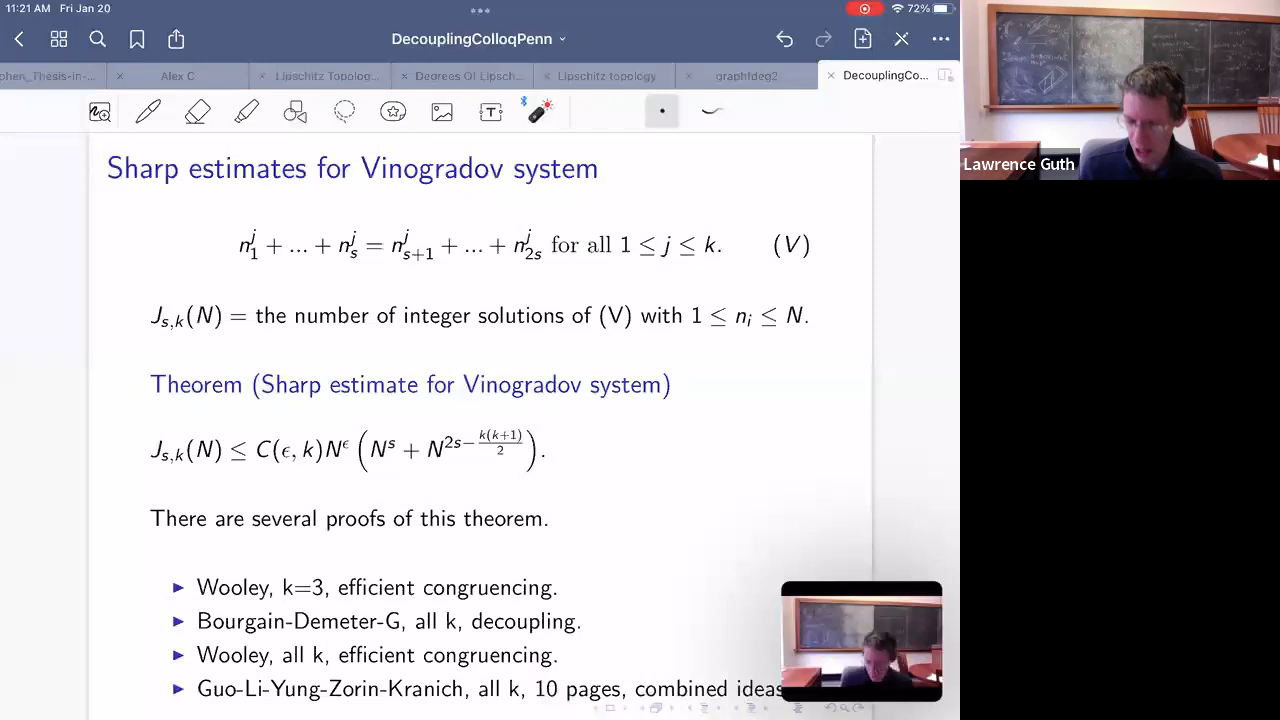 11:21 AM Fri Jan 20
72%
DecouplingColloqPenn
phen_Thesis-in-...
Alex C
Lipschitz Topolog...
Degrees Of Lipsch...
Lipschitz topology
graphfdeg2
DecouplingCo...
Sharp estimates for Vinogradov system
n_1^j + ... + n_s^j = n_{s+1}^j + ... + n_{2s}^j for all 1 ≤ j ≤ k. (V)
J_{s,k}(N) = the number of integer solutions of (V) with 1 ≤ n_i ≤ N.
Theorem (Sharp estimate for Vinogradov system)
J_{s,k}(N) ≤ C(ϵ, k)N^ϵ (N^s + N^{2s−\frac{k(k+1)}{2}}).
There are several proofs of this theorem.
▶ Wooley, k=3, efficient congruencing.
▶ Bourgain-Demeter-G, all k, decoupling.
▶ Wooley, all k, efficient congruencing.
▶ Guo-Li-Yung-Zorin-Kranich, all k, 10 pages, combined ideas
Lawrence Guth